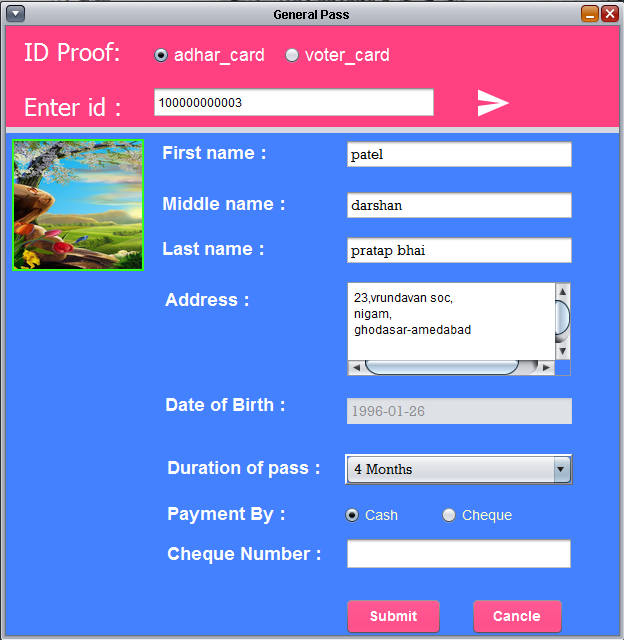 General Pass
ID Proof: adhar_card voter_card
Enter id : 100000000003
First name : patel
Middle name : darshan
Last name : pratap bhai
Address : 23,vrundavan soc,
nigam,
ghodasar-amedabad
Date of Birth : 1996-01-26
Duration of pass : 4 Months
Payment By : Cash Cheque
Cheque Number :
Submit Cancle